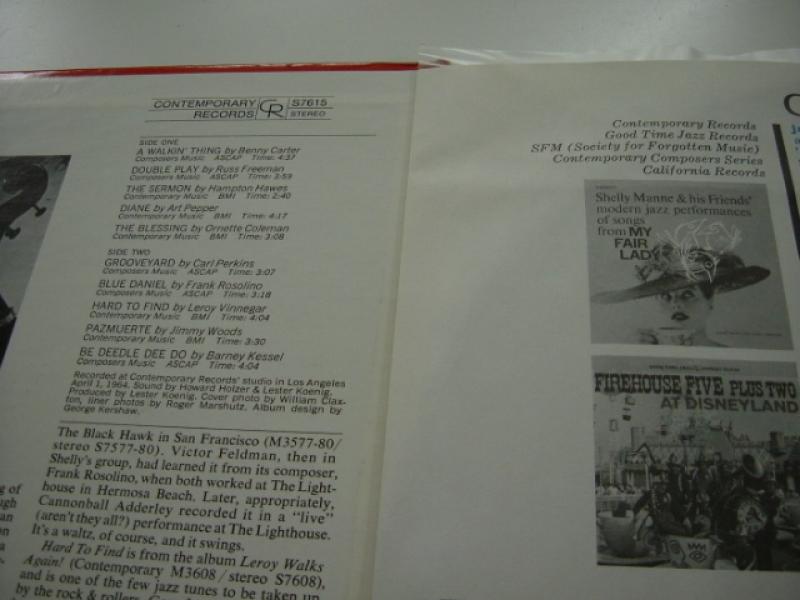 CONTEMPORARY RECORDS CR S7615 STEREO
SIDE ONE
A WALKIN' THING by Benny Carter
Composers Music ASCAP Time: 4:37
DOUBLE PLAY by Russ Freeman
Composers Music ASCAP Time: 3:59
THE SERMON by Hampton Hawes
Contemporary Music BMI Time: 2:40
DIANE by Art Pepper
Contemporary Music BMI Time: 4:17
THE BLESSING by Ornette Coleman
Contemporary Music BMI Time: 3:08
SIDE TWO
GROOVEYARD by Carl Perkins
Composers Music ASCAP Time: 3:07
BLUE DANIEL by Frank Rosolino
Composers Music ASCAP Time: 3:18
HARD TO FIND by Leroy Vinnegar
Contemporary Music BMI Time: 4:04
PAZMUERTE by Jimmy Woods
Contemporary Music BMI Time: 3:30
BE DEEDLE DEE DO by Barney Kessel
Composers Music ASCAP Time: 4:04
Recorded at Contemporary Records' studio in Los Angeles
April 1, 1964. Sound by Howard Holzer & Lester Koenig.
Produced by Lester Koenig. Cover photo by William Clax-
ton, liner photos by Roger Marshutz. Album design by
George Kershaw.
The Black Hawk in San Francisco (M3577-80/
stereo S7577-80). Victor Feldman, then in
Shelly's group, had learned it from its composer,
Frank Rosolino, when both worked at The Light-
house in Hermosa Beach. Later, appropriately,
Cannonball Adderley recorded it in a "live"
(aren't they all?) performance at The Lighthouse.
It's a waltz, of course, and it swings.
Hard To Find is from the album Leroy Walks
Again! (Contemporary M3608/stereo S7608),
and is one of the few jazz tunes to be taken up
by the rock & rollers.
Contemporary Records
Good Time Jazz Records
SFM (Society for Forgotten Music)
Contemporary Composers Series
California Records
Shelly Manne & his Friends'
modern jazz performances
of songs
from MY
FAIR
LADY
FIREHOUSE FIVE PLUS TWO
AT DISNEYLAND